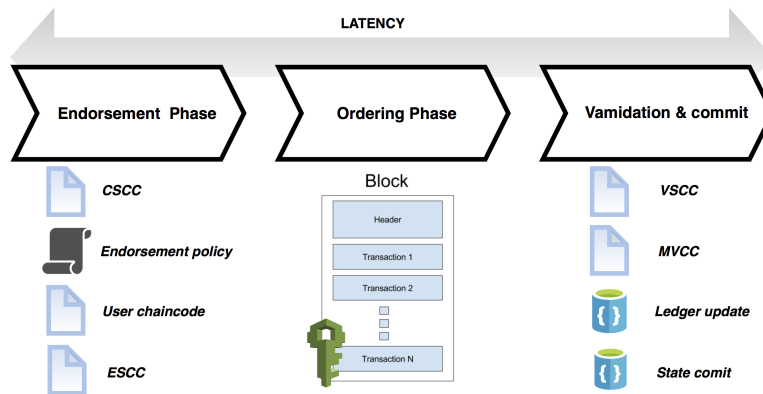 LATENCY
Endorsement Phase
Ordering Phase
Vamidation & commit
CSCC
Endorsement policy
User chaincode
ESCC
Block
Header
Transaction 1
Transaction 2
Transaction N
VSCC
MVCC
{ }
Ledger update
{ }
State comit